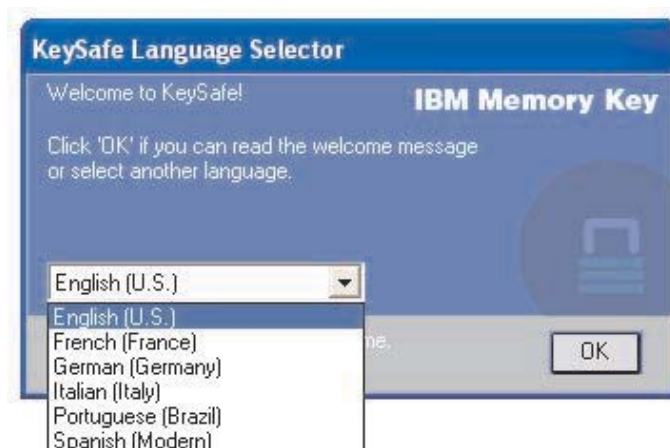 KeySafe Language Selector
Welcome to KeySafe!
IBM Memory Key
Click 'OK' if you can read the welcome message
or select another language.
English (U.S.)
English (U.S.)
French (France)
German (Germany)
Italian (Italy)
Portuguese (Brazil)
Spanish (Modern)
OK